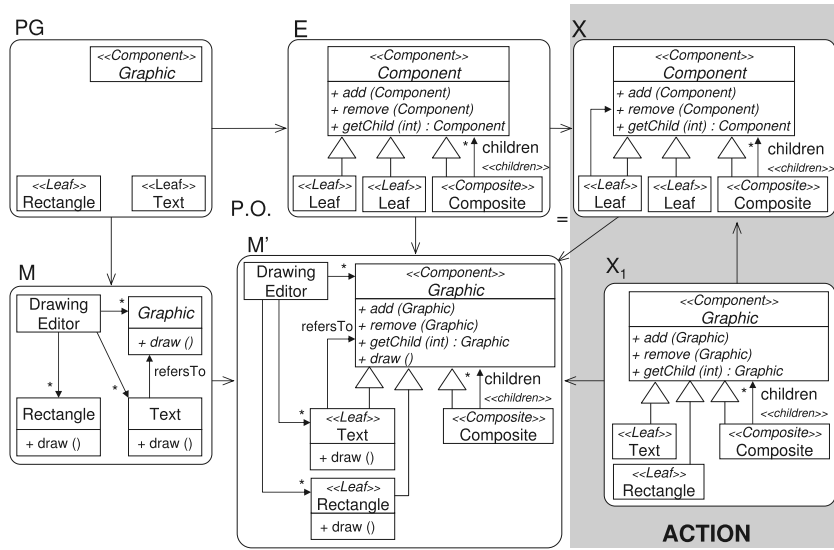 PG
<<Component>>
Graphic
<<Leaf>>
Rectangle
<<Leaf>>
Text
E
<<Component>>
Component
+ add (Component)
+ remove (Component)
+ getChild (int) : Component
* children
<<children>>
<<Leaf>>
Leaf
<<Leaf>>
Leaf
<<Composite>>
Composite
X
<<Component>>
Component
+ add (Component)
+ remove (Component)
+ getChild (int) : Component
* children
<<children>>
<<Leaf>>
Leaf
<<Leaf>>
Leaf
<<Composite>>
Composite
P.O.
=
M
Drawing
Editor
*
Graphic
+ draw ()
refersTo
*
*
Rectangle
+ draw ()
Text
+ draw ()
M'
Drawing
Editor
*
<<Component>>
Graphic
+ add (Graphic)
+ remove (Graphic)
+ getChild (int) : Graphic
+ draw ()
refersTo
* children
<<children>>
*
<<Leaf>>
Text
+ draw ()
<<Composite>>
Composite
*
<<Leaf>>
Rectangle
+ draw ()
X1
<<Component>>
Graphic
+ add (Graphic)
+ remove (Graphic)
+ getChild (int) : Graphic
* children
<<children>>
<<Leaf>>
Text
<<Composite>>
Composite
<<Leaf>>
Rectangle
ACTION